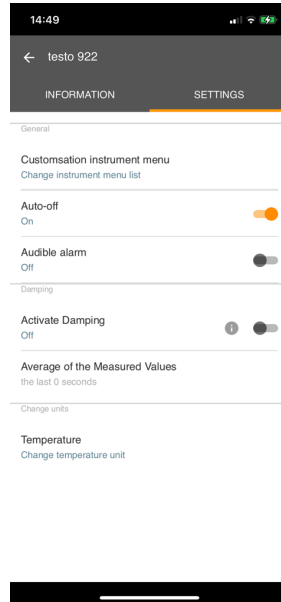 14:49
testo 922
INFORMATION
SETTINGS
General
Customsation instrument menu
Change instrument menu list
Auto-off
On
Audible alarm
Off
Damping
Activate Damping
Off
Average of the Measured Values
the last 0 seconds
Change units
Temperature
Change temperature unit